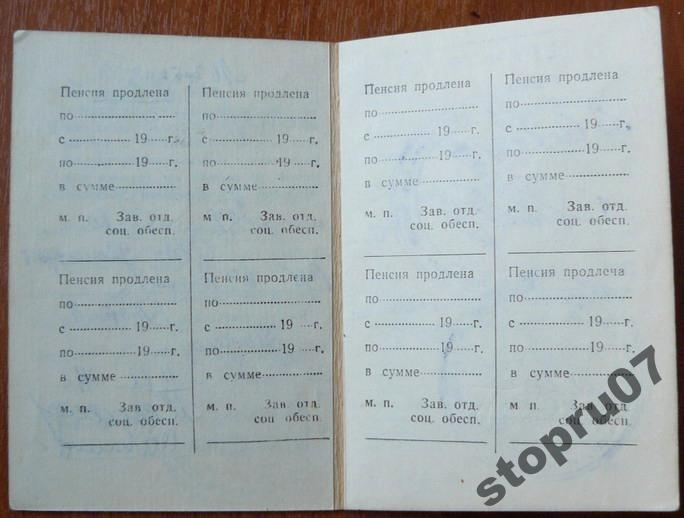 Пенсия продлена
по
с 19 г.
по 19 г.
в сумме
м. п. Зав. отд.
соц. обесп.
Пенсия продлена
по
с 19 г.
по 19 г.
в сумме
м. п. Зав. отд.
соц. обесп.
Пенсия продлена
по
с 19 г.
по 19 г.
в сумме
м. п. Зав. отд.
соц. обесп.
Пенсия продлена
по
с 19 г.
по 19 г.
в сумме
м. п. Зав. отд.
соц. обесп.
Пенсия продлена
по
с 19 г.
по 19 г.
в сумме
м. п. Зав. отд.
соц. обесп.
Пенсия продлена
по
с 19 г.
по 19 г.
в сумме
м. п. Зав. отд.
соц. обесп.
Пенсия продлена
по
с 19 г.
по 19 г.
в сумме
м. п. Зав. отд.
соц. обесп.
Пенсия продлеча
по
с 19 г.
по 19 г.
в сумме
м. п. Зав. отд.
соц. обесп.
stopru07